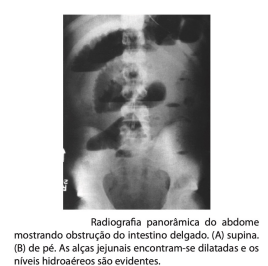 Radiografia panorâmica do abdome
mostrando obstrução do intestino delgado. (A) supina.
(B) de pé. As alças jejunais encontram-se dilatadas e os
níveis hidroaéreos são evidentes.